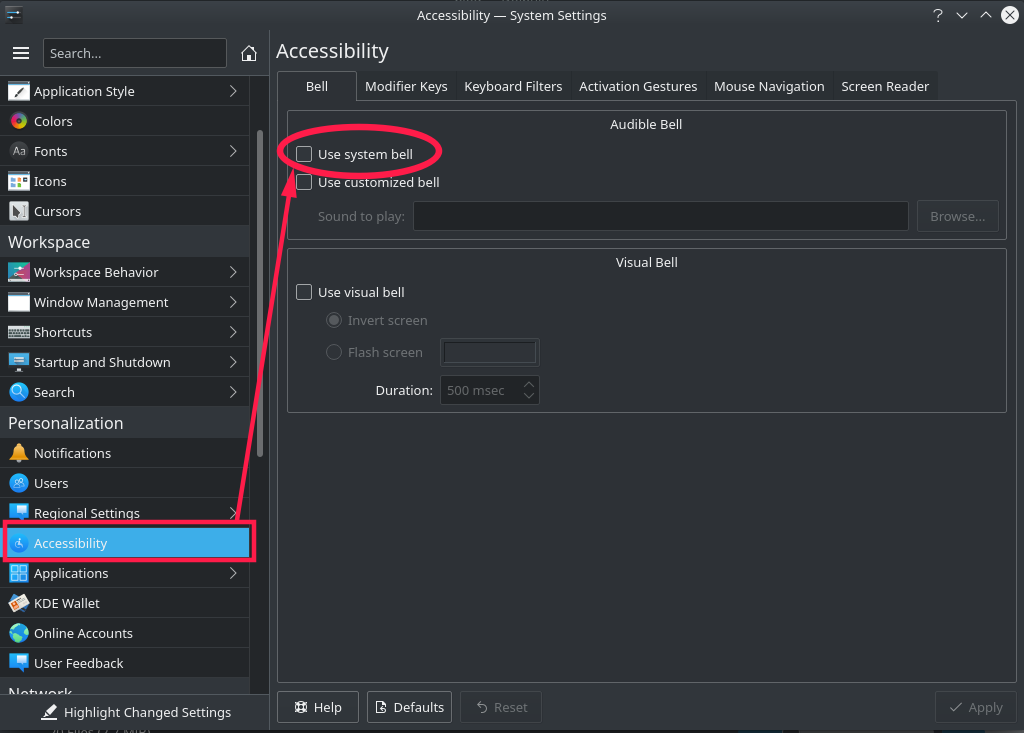 Accessibility — System Settings
Search...
Application Style
Colors
Aa Fonts
Icons
Cursors
Workspace
Workspace Behavior
Window Management
Shortcuts
Startup and Shutdown
Search
Personalization
Notifications
Users
Regional Settings
Accessibility
Applications
KDE Wallet
Online Accounts
User Feedback
Network
Highlight Changed Settings
Accessibility
Bell Modifier Keys Keyboard Filters Activation Gestures Mouse Navigation Screen Reader
Audible Bell
Use system bell
Use customized bell
Sound to play: Browse...
Visual Bell
Use visual bell
Invert screen
Flash screen
Duration: 500 msec
Help Defaults Reset Apply